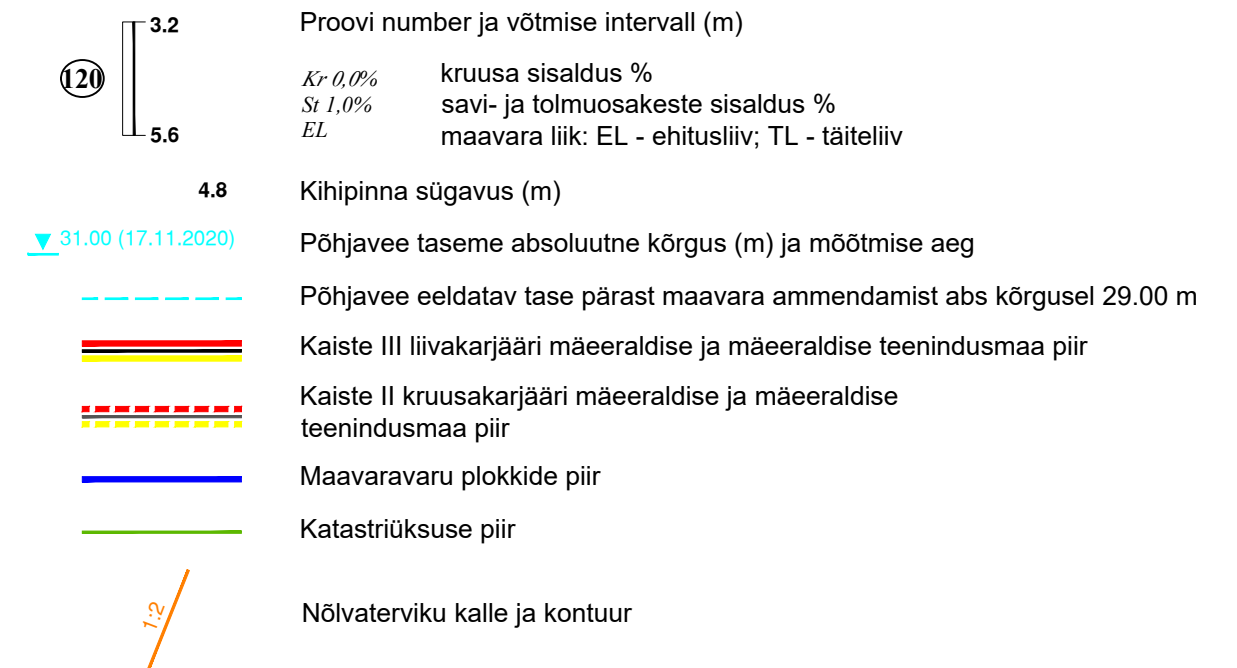 3.2 Proovi number ja võtmise intervall (m)
120
Kr 0,0% kruusa sisaldus %
St 1,0% savi- ja tolmuosakeste sisaldus %
EL maavara liik: EL - ehitusliiv; TL - täiteliiv
5.6
4.8 Kihipinna sügavus (m)
31.00 (17.11.2020) Põhjavee taseme absoluutne kõrgus (m) ja mõõtmise aeg
Põhjavee eeldatav tase pärast maavara ammendamist abs kõrgusel 29.00 m
Kaiste III liivakarjääri mäeeraldise ja mäeeraldise teenindusmaa piir
Kaiste II kruusakarjääri mäeeraldise ja mäeeraldise
teenindusmaa piir
Maavaravaru plokkide piir
Katastriüksuse piir
1:2 Nõlvaterviku kalle ja kontuur